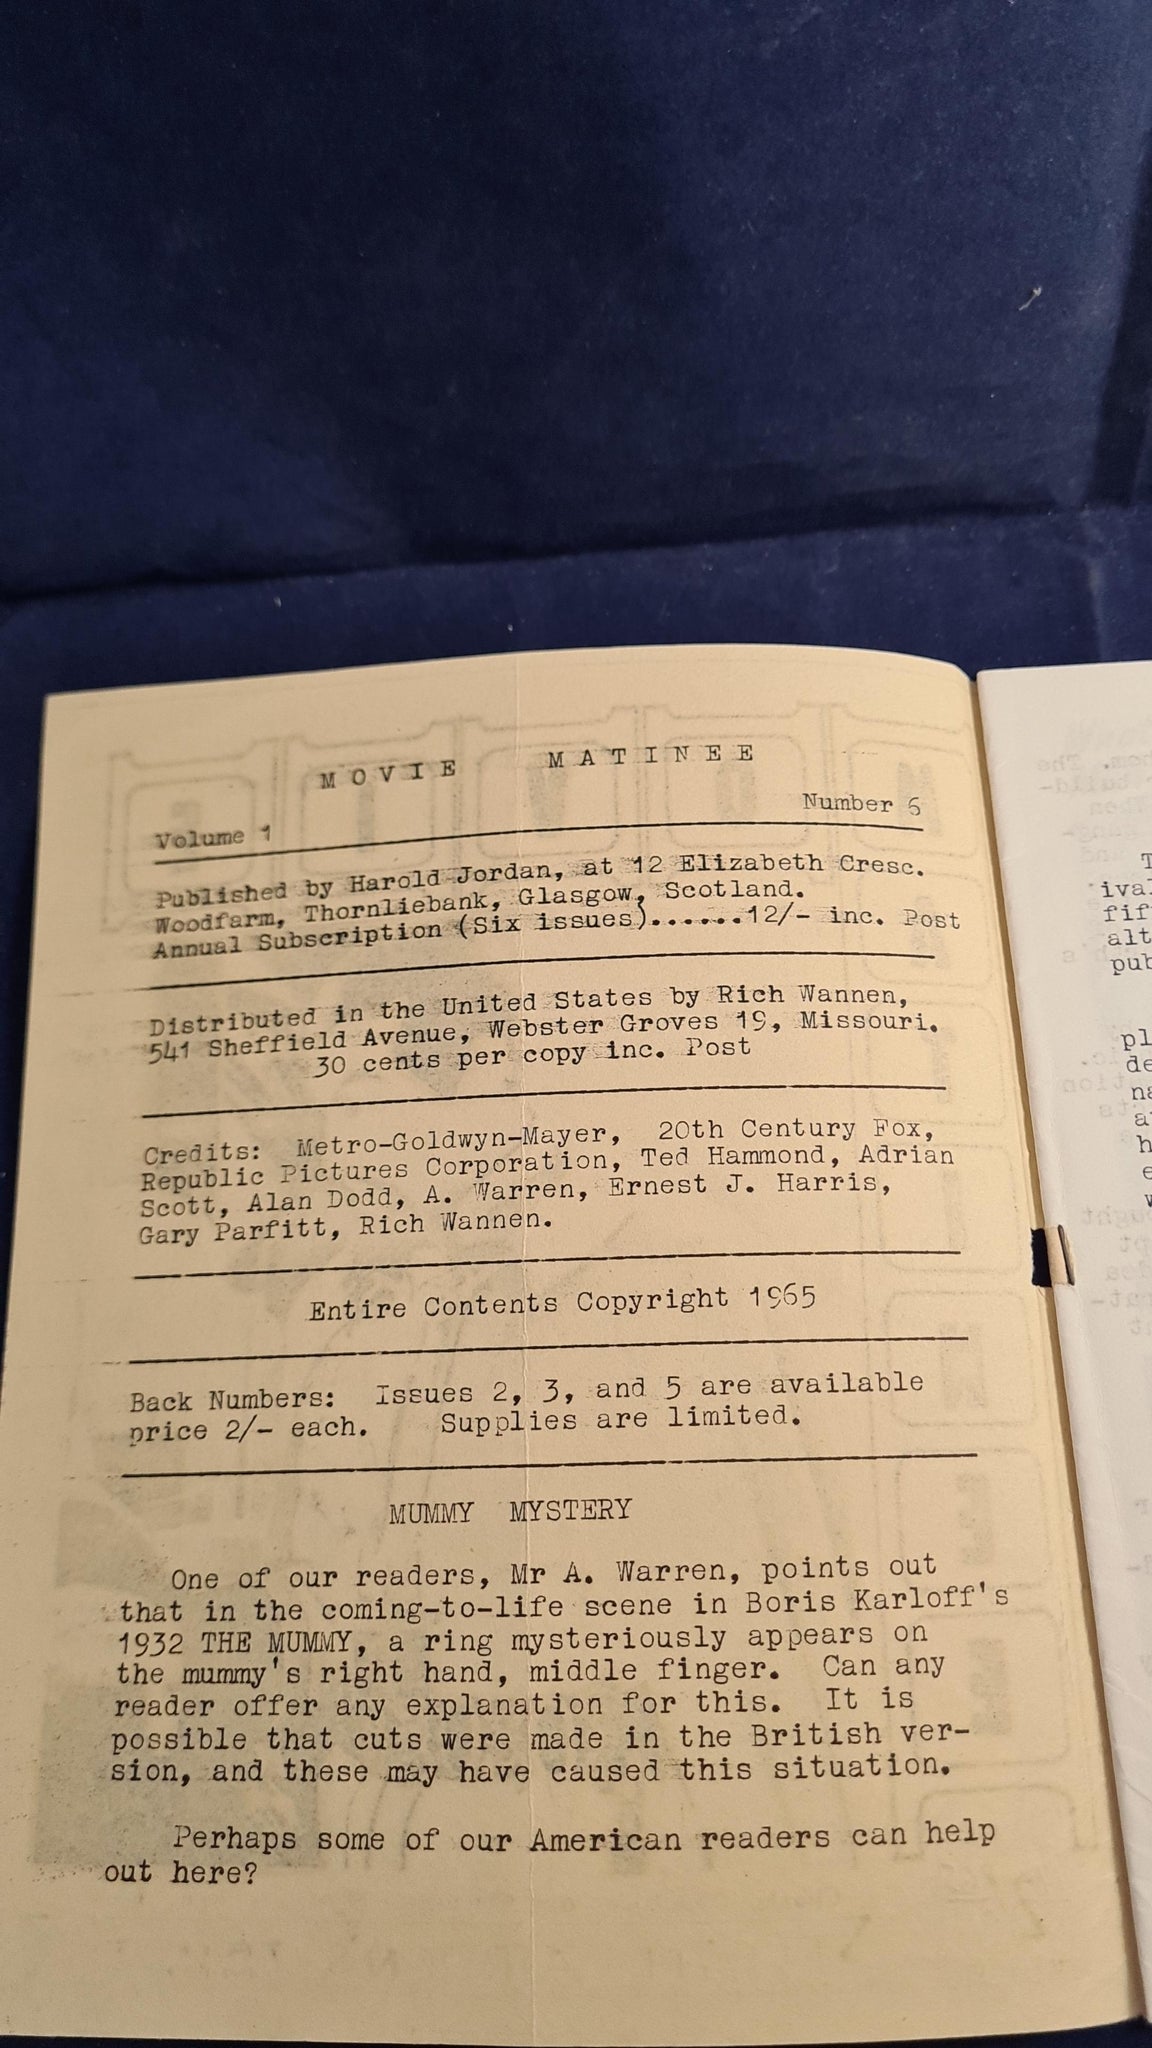 MOVIE MATINEE
Volume 1 Number 6
Published by Harold Jordan, at 12 Elizabeth Cresc.
Woodfarm, Thornliebank, Glasgow, Scotland.
Annual Subscription (Six issues)......12/- inc. Post
Distributed in the United States by Rich Wannen,
541 Sheffield Avenue, Webster Groves 19, Missouri.
30 cents per copy inc. Post
Credits: Metro-Goldwyn-Mayer, 20th Century Fox,
Republic Pictures Corporation, Ted Hammond, Adrian
Scott, Alan Dodd, A. Warren, Ernest J. Harris,
Gary Parfitt, Rich Wannen.
Entire Contents Copyright 1965
Back Numbers: Issues 2, 3, and 5 are available
price 2/- each. Supplies are limited.
MUMMY MYSTERY
One of our readers, Mr A. Warren, points out
that in the coming-to-life scene in Boris Karloff's
1932 THE MUMMY, a ring mysteriously appears on
the mummy's right hand, middle finger. Can any
reader offer any explanation for this. It is
possible that cuts were made in the British ver-
sion, and these may have caused this situation.
Perhaps some of our American readers can help
out here?